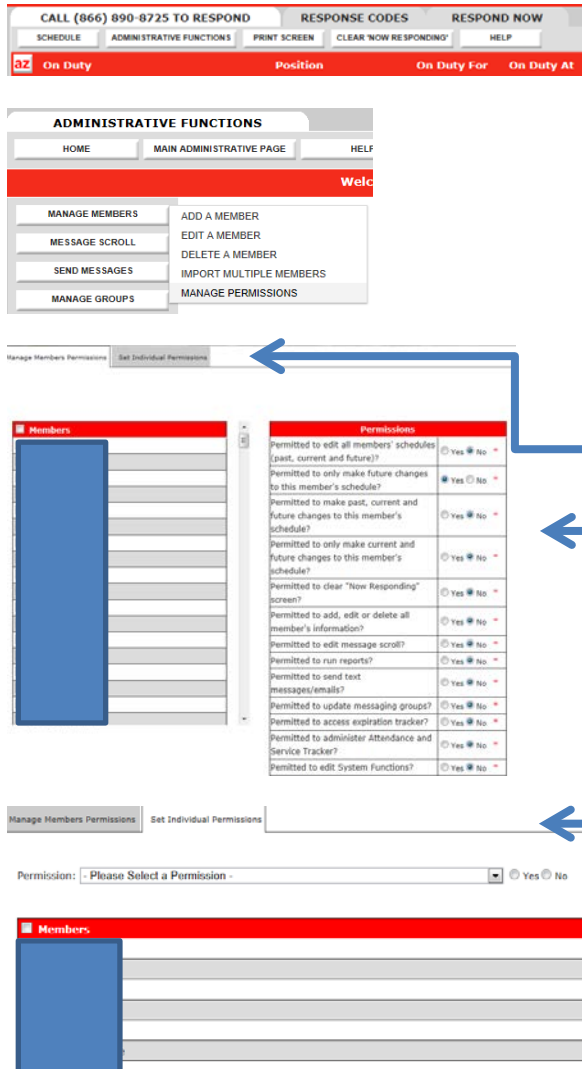 CALL (866) 890-8725 TO RESPOND RESPONSE CODES RESPOND NOW
SCHEDULE ADMINISTRATIVE FUNCTIONS PRINT SCREEN CLEAR 'NOW RESPONDING' HELP
az On Duty Position On Duty For On Duty At
ADMINISTRATIVE FUNCTIONS
HOME MAIN ADMINISTRATIVE PAGE HELP
Welc
MANAGE MEMBERS
MESSAGE SCROLL
SEND MESSAGES
MANAGE GROUPS
ADD A MEMBER
EDIT A MEMBER
DELETE A MEMBER
IMPORT MULTIPLE MEMBERS
MANAGE PERMISSIONS
Manage Members Permissions Set Individual Permissions
Members
Permissions
Permitted to edit all members' schedules
(past, current and future)? Yes No *
Permitted to only make future changes
to this member's schedule? Yes No *
Permitted to make past, current and
future changes to this member's
schedule? Yes No *
Permitted to only make current and
future changes to this member's
schedule? Yes No *
Permitted to clear "Now Responding"
screen? Yes No *
Permitted to add, edit or delete all
member's information? Yes No *
Permitted to edit message scroll? Yes No *
Permitted to run reports? Yes No *
Permitted to send text
messages/emails? Yes No *
Permitted to update messaging groups? Yes No *
Permitted to access expiration tracker? Yes No *
Permitted to administer Attendance and
Service Tracker? Yes No *
Pemitted to edit System Functions? Yes No *
Manage Members Permissions Set Individual Permissions
Permission: - Please Select a Permission - Yes No
Members